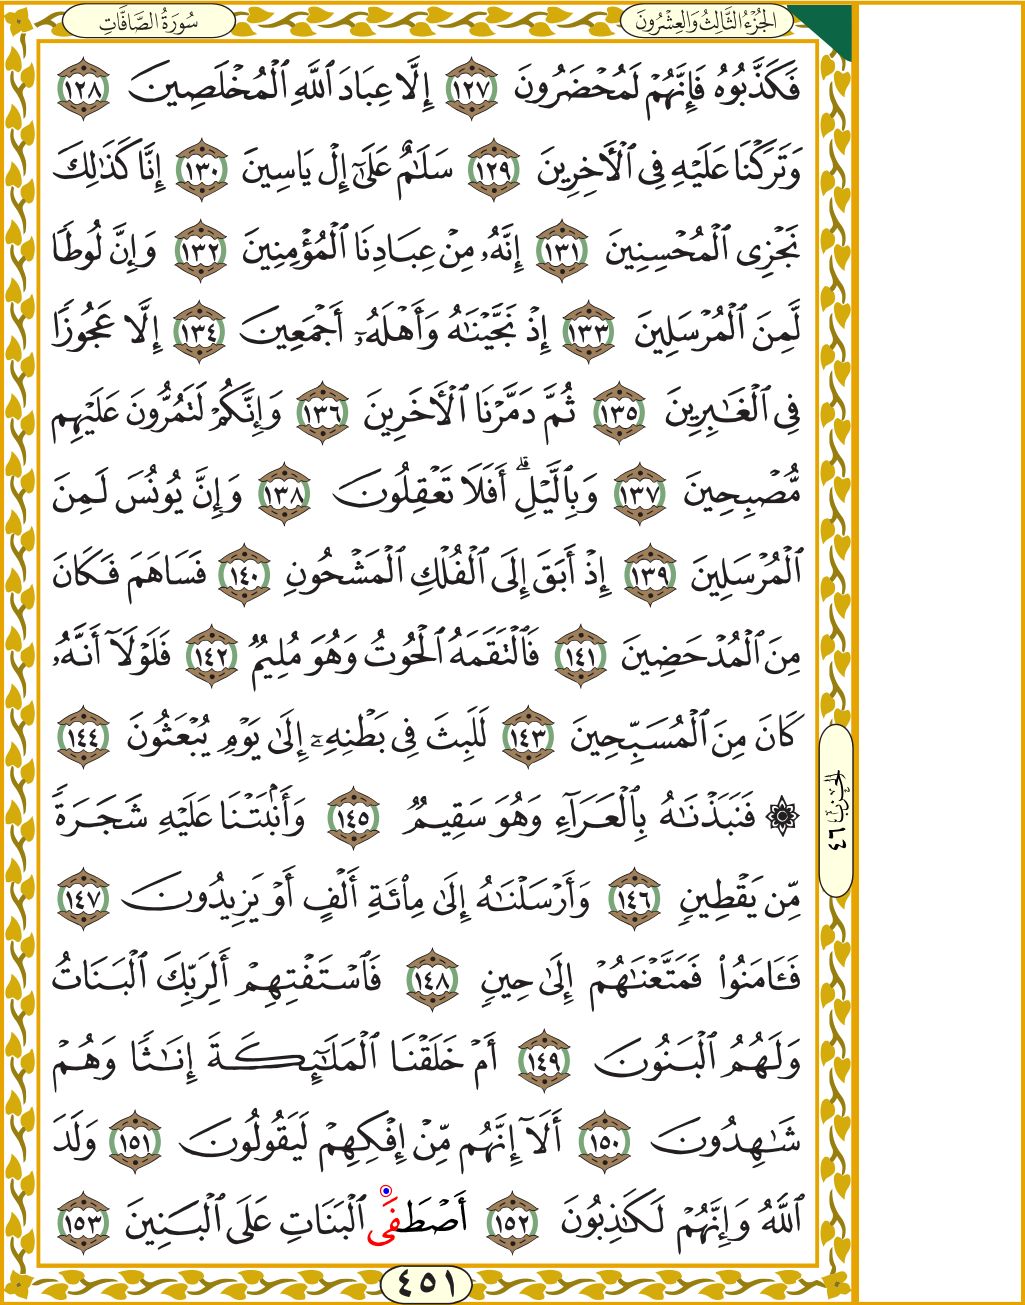 سُورَةُ الصَّافَّاتِ
الجُزْءُ الثَّالِثُ وَالعِشْرُونَ
فَكَذَّبُوهُ فَإِنَّهُمْ لَمُحْضَرُونَ ١٢٧ إِلَّا عِبَادَ ٱللَّهِ ٱلْمُخْلَصِينَ ١٢٨
وَتَرَكْنَا عَلَيْهِ فِى ٱلْأَخِرِينَ ١٢٩ سَلَٰمٌ عَلَىٰٓ إِلْ يَاسِينَ ١٣٠ إِنَّا كَذَٰلِكَ
نَجْزِى ٱلْمُحْسِنِينَ ١٣١ إِنَّهُۥ مِنْ عِبَادِنَا ٱلْمُؤْمِنِينَ ١٣٢ وَإِنَّ لُوطًا
لَّمِنَ ٱلْمُرْسَلِينَ ١٣٣ إِذْ نَجَّيْنَٰهُ وَأَهْلَهُۥٓ أَجْمَعِينَ ١٣٤ إِلَّا عَجُوزًا
فِى ٱلْغَٰبِرِينَ ١٣٥ ثُمَّ دَمَّرْنَا ٱلْأَخَرِينَ ١٣٦ وَإِنَّكُمْ لَتَمُرُّونَ عَلَيْهِم
مُّصْبِحِينَ ١٣٧ وَبِٱلَّيْلِۗ أَفَلَا تَعْقِلُونَ ١٣٨ وَإِنَّ يُونُسَ لَمِنَ
ٱلْمُرْسَلِينَ ١٣٩ إِذْ أَبَقَ إِلَى ٱلْفُلْكِ ٱلْمَشْحُونِ ١٤٠ فَسَاهَمَ فَكَانَ
مِنَ ٱلْمُدْحَضِينَ ١٤١ فَٱلْتَقَمَهُ ٱلْحُوتُ وَهُوَ مُلِيمٌ ١٤٢ فَلَوْلَآ أَنَّهُۥ
كَانَ مِنَ ٱلْمُسَبِّحِينَ ١٤٣ لَلَبِثَ فِى بَطْنِهِۦٓ إِلَىٰ يَوْمِ يُبْعَثُونَ ١٤٤
۞ فَنَبَذْنَٰهُ بِٱلْعَرَآءِ وَهُوَ سَقِيمٌ ١٤٥ وَأَنۢبَتْنَا عَلَيْهِ شَجَرَةً
مِّن يَقْطِينٍ ١٤٦ وَأَرْسَلْنَٰهُ إِلَىٰ مِا۟ئَةِ أَلْفٍ أَوْ يَزِيدُونَ ١٤٧
فَـَٔامَنُوا۟ فَمَتَّعْنَٰهُمْ إِلَىٰ حِينٍ ١٤٨ فَٱسْتَفْتِهِمْ أَلِرَبِّكَ ٱلْبَنَاتُ
وَلَهُمُ ٱلْبَنُونَ ١٤٩ أَمْ خَلَقْنَا ٱلْمَلَٰٓئِكَةَ إِنَٰثًا وَهُمْ
شَٰهِدُونَ ١٥٠ أَلَآ إِنَّهُم مِّنْ إِفْكِهِمْ لَيَقُولُونَ ١٥١ وَلَدَ
ٱللَّهُ وَإِنَّهُمْ لَكَٰذِبُونَ ١٥٢ أَصْطَفَى ٱلْبَنَاتِ عَلَى ٱلْبَنِينَ ١٥٣
الحِزْبُ ٤٦
٤٥١